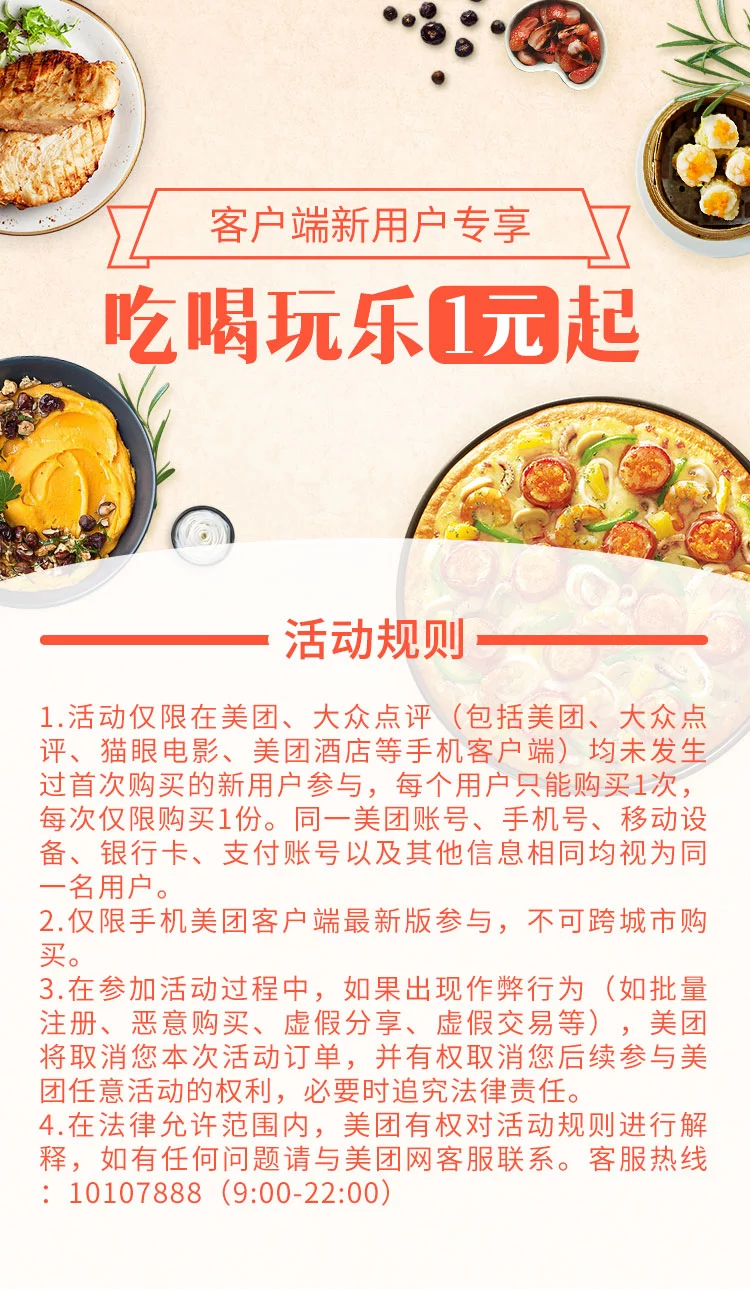 客户端新用户专享
吃喝玩乐1元起
活动规则
1.活动仅限在美团、大众点评（包括美团、大众点
评、猫眼电影、美团酒店等手机客户端）均未发生
过首次购买的新用户参与，每个用户只能购买1次，
每次仅限购买1份。同一美团账号、手机号、移动设
备、银行卡、支付账号以及其他信息相同均视为同
一名用户。
2.仅限手机美团客户端最新版参与，不可跨城市购
买。
3.在参加活动过程中，如果出现作弊行为（如批量
注册、恶意购买、虚假分享、虚假交易等），美团
将取消您本次活动订单，并有权取消您后续参与美
团任意活动的权利，必要时追究法律责任。
4.在法律允许范围内，美团有权对活动规则进行解
释，如有任何问题请与美团网客服联系。客服热线
：10107888（9:00-22:00）